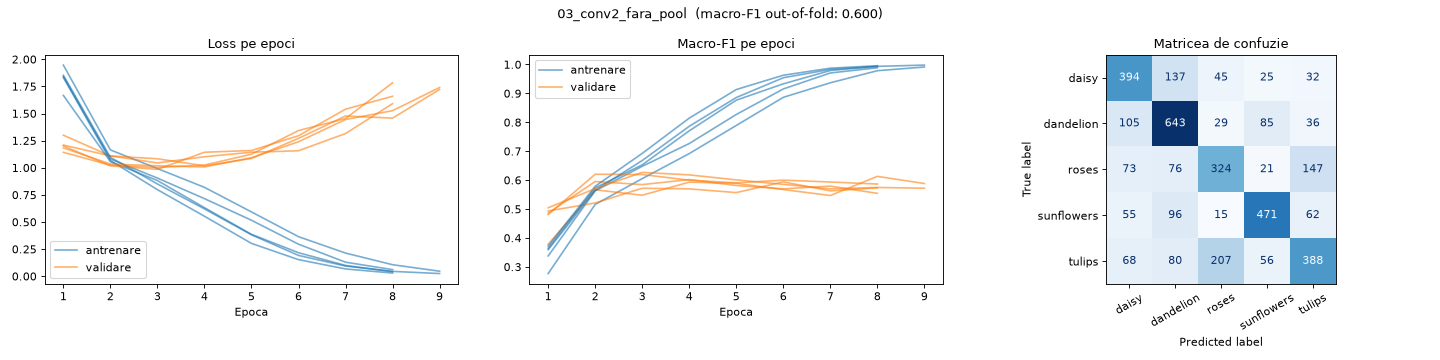 03_conv2_fara_pool (macro-F1 out-of-fold: 0.600)
Loss pe epoci
2.00
1.75
1.50
1.25
1.00
0.75
0.50
0.25
0.00
antrenare
validare
1 2 3 4 5 6 7 8 9
Epoca
Macro-F1 pe epoci
1.0
0.9
0.8
0.7
0.6
0.5
0.4
0.3
antrenare
validare
1 2 3 4 5 6 7 8 9
Epoca
Matricea de confuzie
True label
daisy 394 137 45 25 32
dandelion 105 643 29 85 36
roses 73 76 324 21 147
sunflowers 55 96 15 471 62
tulips 68 80 207 56 388
daisy dandelion roses sunflowers tulips
Predicted label